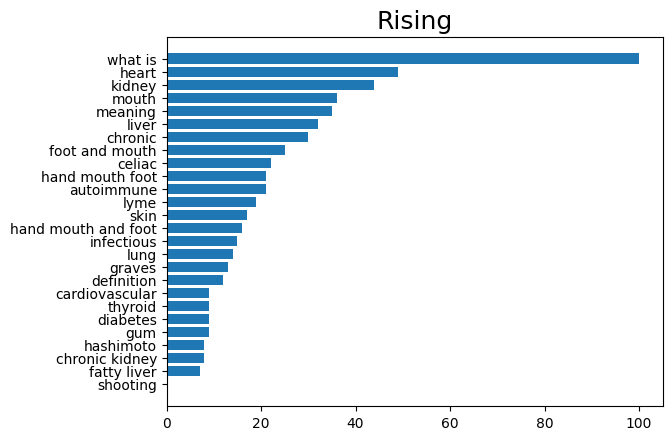 Rising
what is
heart
kidney
mouth
meaning
liver
chronic
foot and mouth
celiac
hand mouth foot
autoimmune
lyme
skin
hand mouth and foot
infectious
lung
graves
definition
cardiovascular
thyroid
diabetes
gum
hashimoto
chronic kidney
fatty liver
shooting
0 20 40 60 80 100